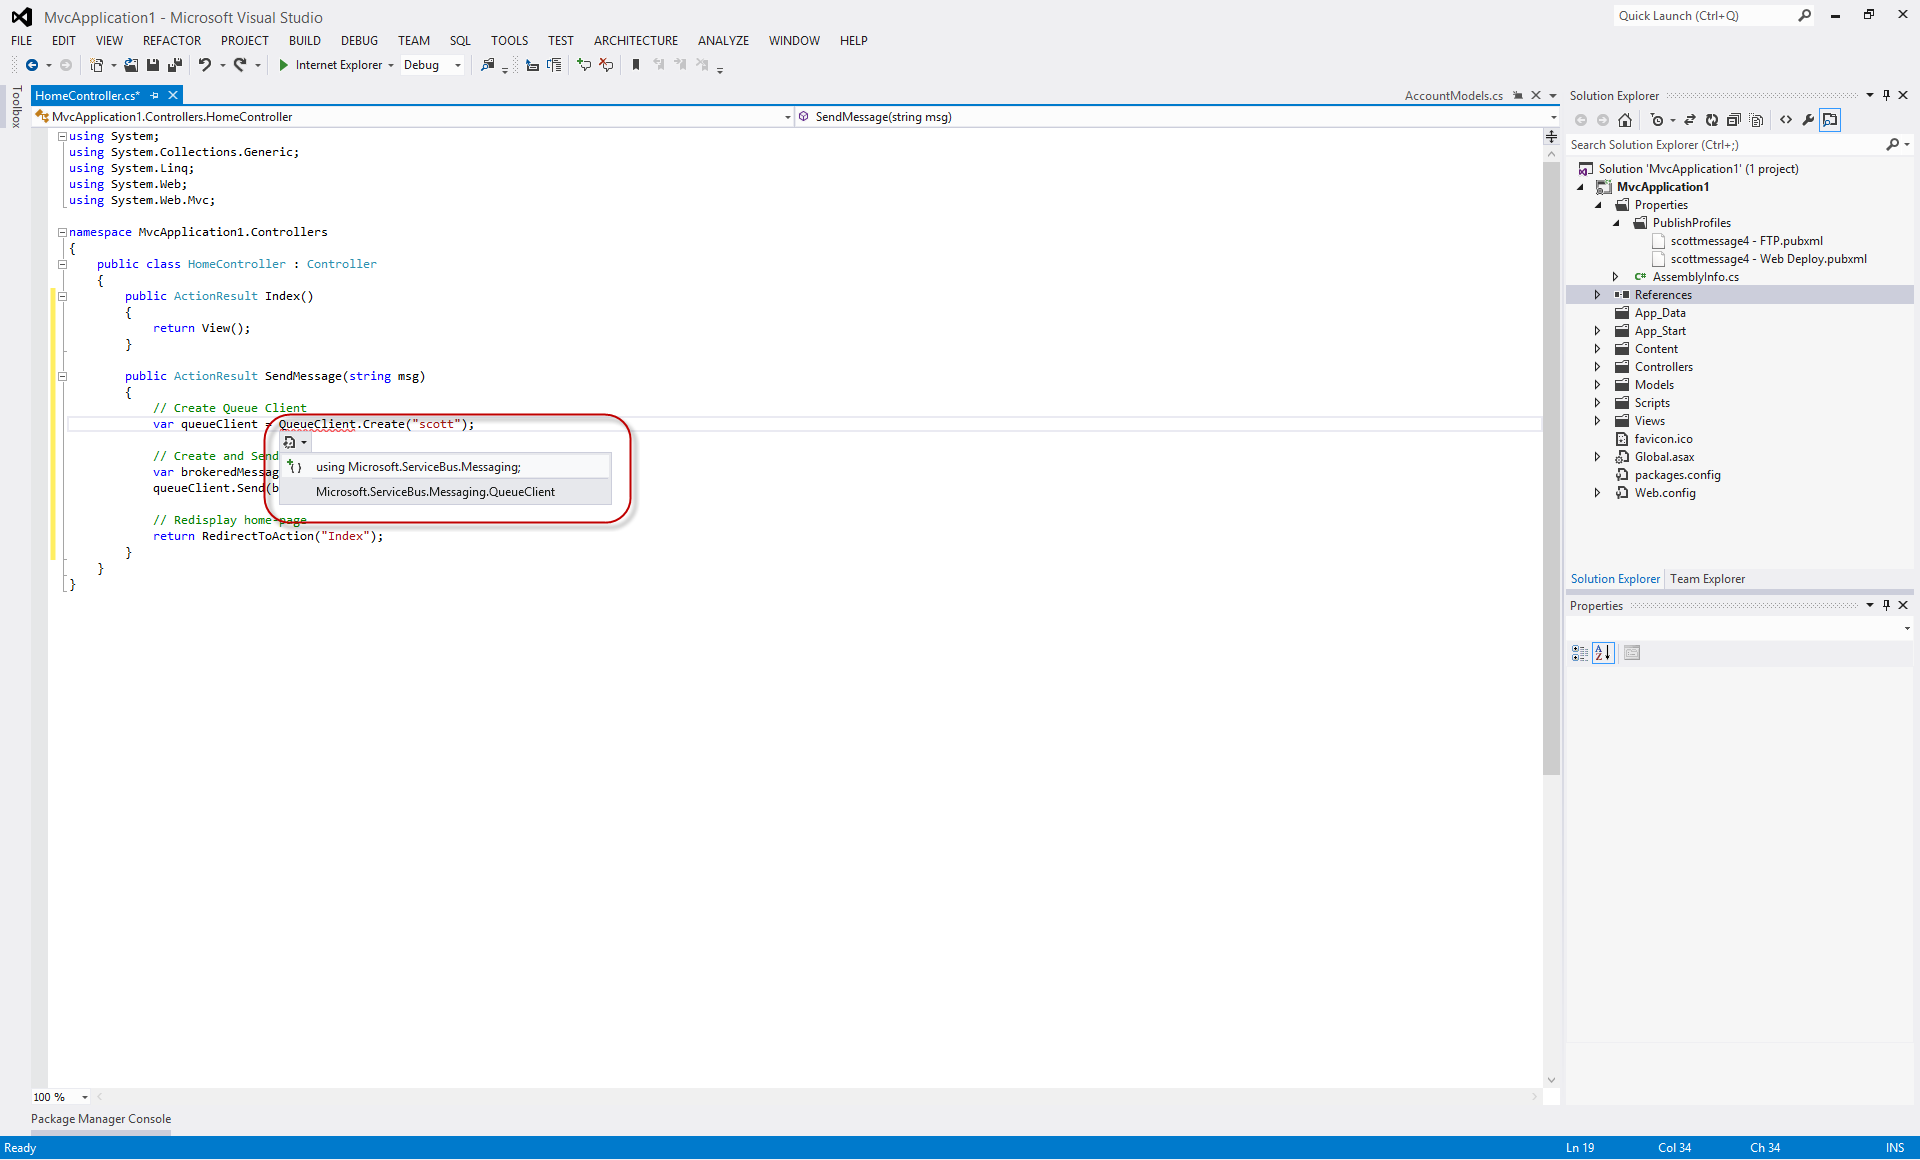 MvcApplication1 - Microsoft Visual Studio
Quick Launch (Ctrl+Q)
FILE EDIT VIEW REFACTOR PROJECT BUILD DEBUG TEAM SQL TOOLS TEST ARCHITECTURE ANALYZE WINDOW HELP
Internet Explorer Debug
Toolbox
HomeController.cs*
AccountModels.cs
MvcApplication1.Controllers.HomeController
SendMessage(string msg)
using System;
using System.Collections.Generic;
using System.Linq;
using System.Web;
using System.Web.Mvc;
namespace MvcApplication1.Controllers
{
public class HomeController : Controller
{
public ActionResult Index()
{
return View();
}
public ActionResult SendMessage(string msg)
{
// Create Queue Client
var queueClient = QueueClient.Create("scott");
// Create and Send
var brokeredMessag
queueClient.Send(b
using Microsoft.ServiceBus.Messaging;
Microsoft.ServiceBus.Messaging.QueueClient
// Redisplay home-page
return RedirectToAction("Index");
}
}
}
100 %
Package Manager Console
Solution Explorer
Search Solution Explorer (Ctrl+;)
Solution 'MvcApplication1' (1 project)
MvcApplication1
Properties
PublishProfiles
scottmessage4 - FTP.pubxml
scottmessage4 - Web Deploy.pubxml
C# AssemblyInfo.cs
References
App_Data
App_Start
Content
Controllers
Models
Scripts
Views
favicon.ico
Global.asax
packages.config
Web.config
Solution Explorer Team Explorer
Properties
Ready
Ln 19 Col 34 Ch 34 INS